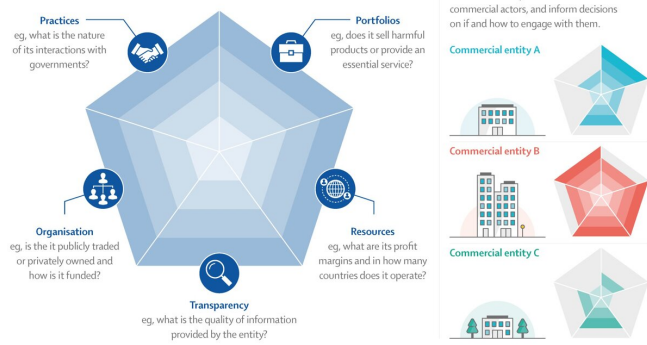 Practices
eg, what is the nature
of its interactions with
governments?
Portfolios
eg, does it sell harmful
products or provide an
essential service?
Organisation
eg, is the it publicly traded
or privately owned and
how is it funded?
Resources
eg, what are its profit
margins and in how many
countries does it operate?
Transparency
eg, what is the quality of information
provided by the entity?
commercial actors, and inform decisions
on if and how to engage with them.
Commercial entity A
Commercial entity B
Commercial entity C